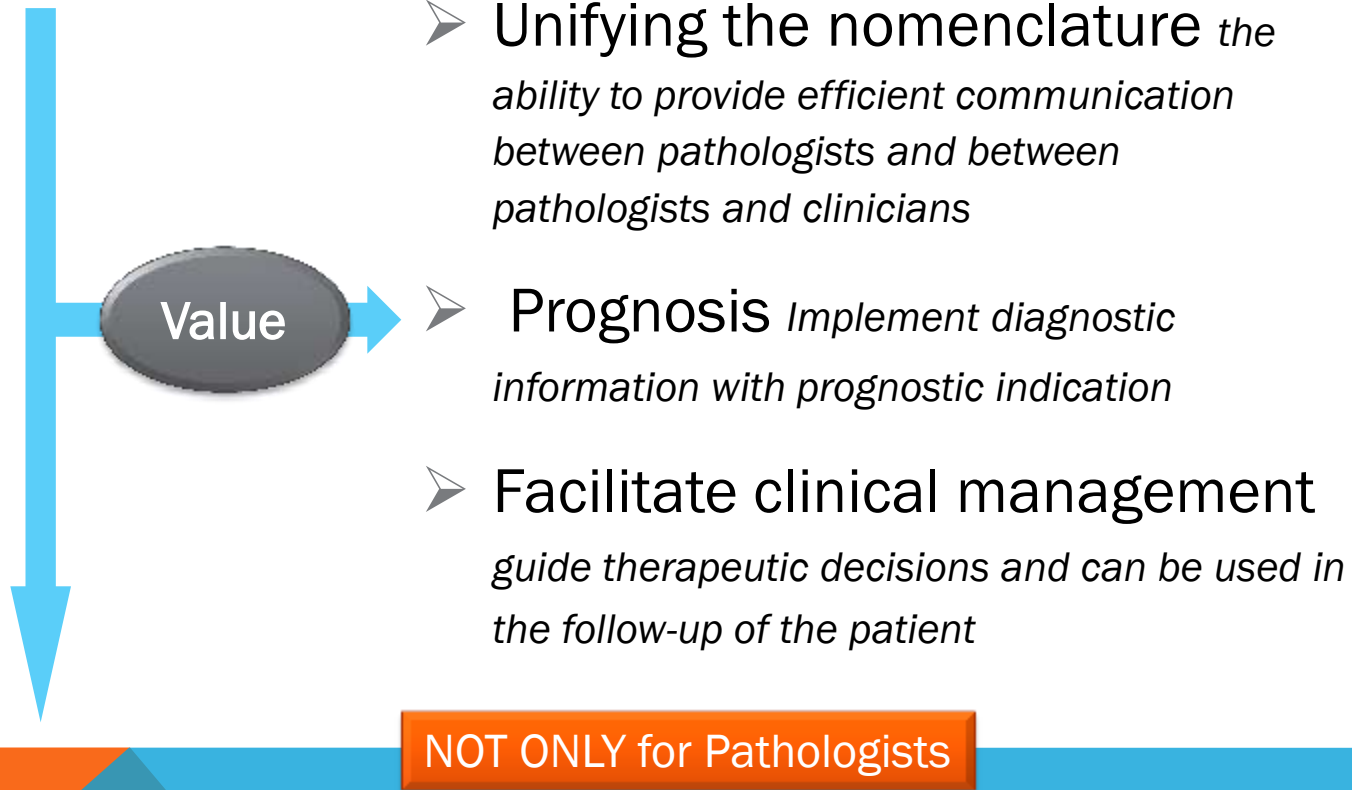 ➢ Unifying the nomenclature the
ability to provide efficient communication
between pathologists and between
pathologists and clinicians
Value
➢ Prognosis Implement diagnostic
information with prognostic indication
➢ Facilitate clinical management
guide therapeutic decisions and can be used in
the follow-up of the patient
NOT ONLY for Pathologists